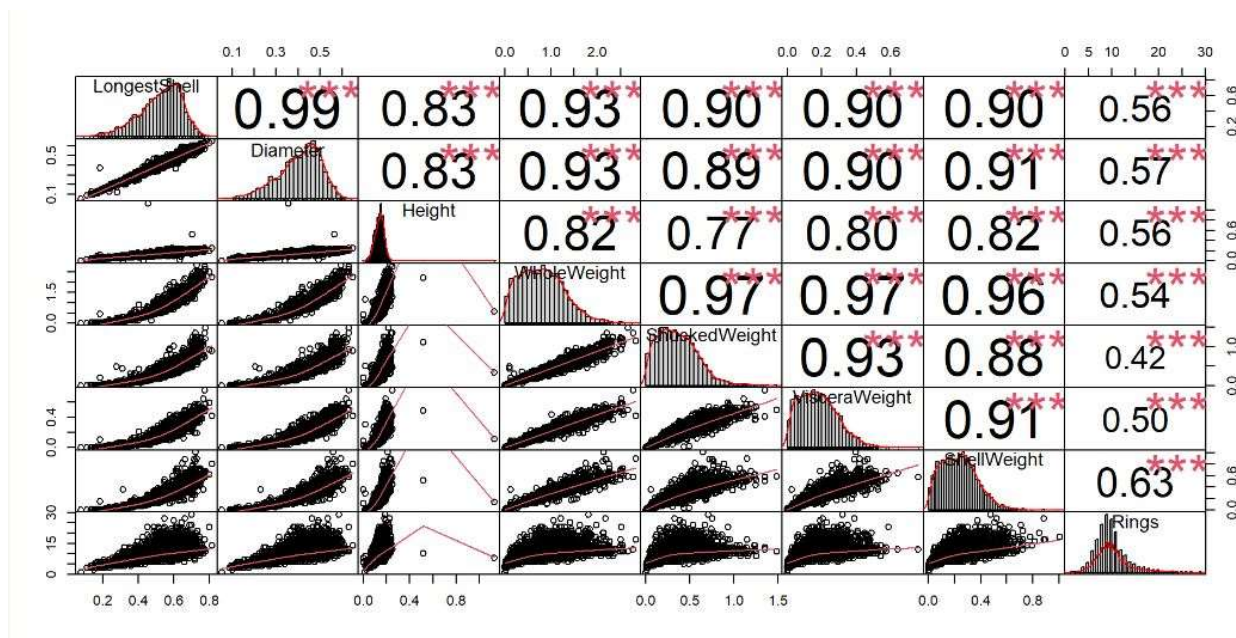 0.1 0.3 0.5 0.0 1.0 2.0 0.0 0.2 0.4 0.6 0 5 10 20 30
LongestShell 0.99 *** 0.83 *** 0.93 *** 0.90 *** 0.90 *** 0.90 *** 0.56 *** 0.2 0.6
0.1 0.5 Diameter 0.83 *** 0.93 *** 0.89 *** 0.90 *** 0.91 *** 0.57 ***
Height 0.82 *** 0.77 *** 0.80 *** 0.82 *** 0.56 *** 0.0 0.6
0.0 1.5 WholeWeight 0.97 *** 0.97 *** 0.96 *** 0.54 ***
ShuckedWeight 0.93 *** 0.88 *** 0.42 *** 0.0 1.0
0.0 0.4 VisceraWeight 0.91 *** 0.50 ***
ShellWeight 0.63 *** 0.0 0.6
0 15 30 Rings
0.2 0.4 0.6 0.8 0.0 0.4 0.8 0.0 0.5 1.0 1.5 0.0 0.4 0.8